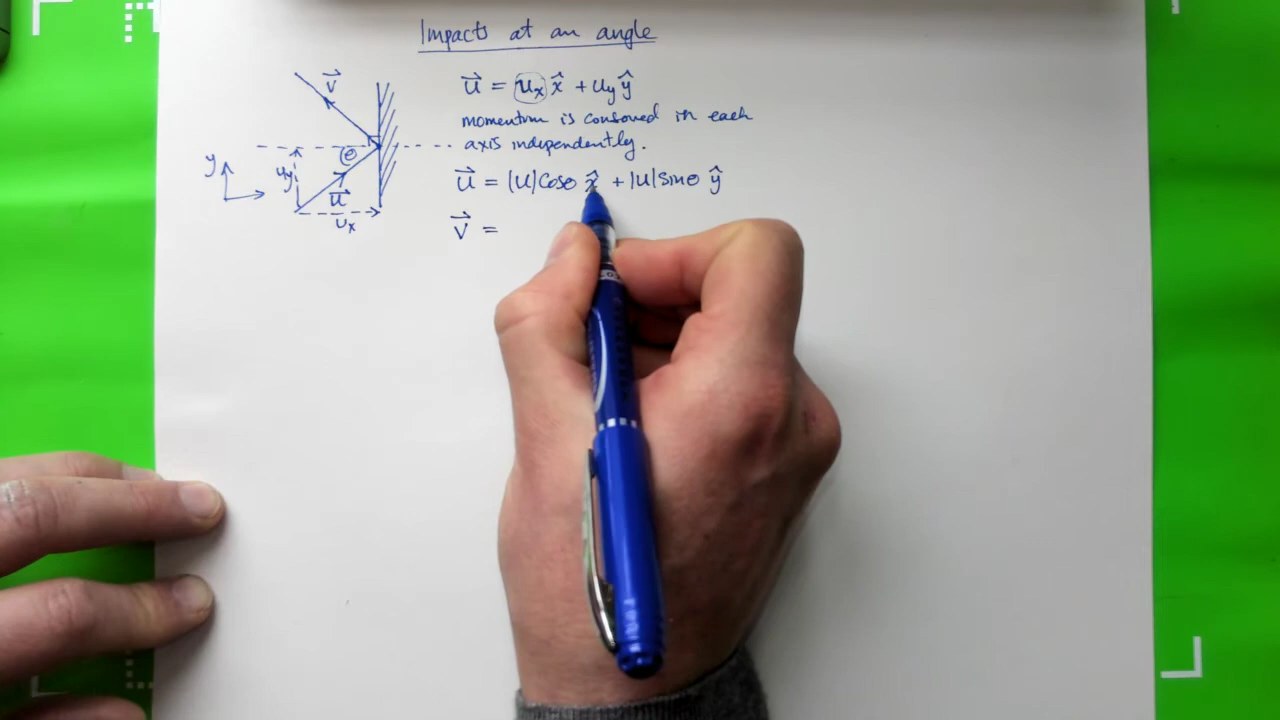 Impacts at an angle
v⃗
u⃗ = uₓ x̂ + u_y ŷ
momentum is conserved in each
axis independently.
θ
y
u_y
u⃗
uₓ
u⃗ = |u|cosθ x̂ + |u|sinθ ŷ
v⃗ =